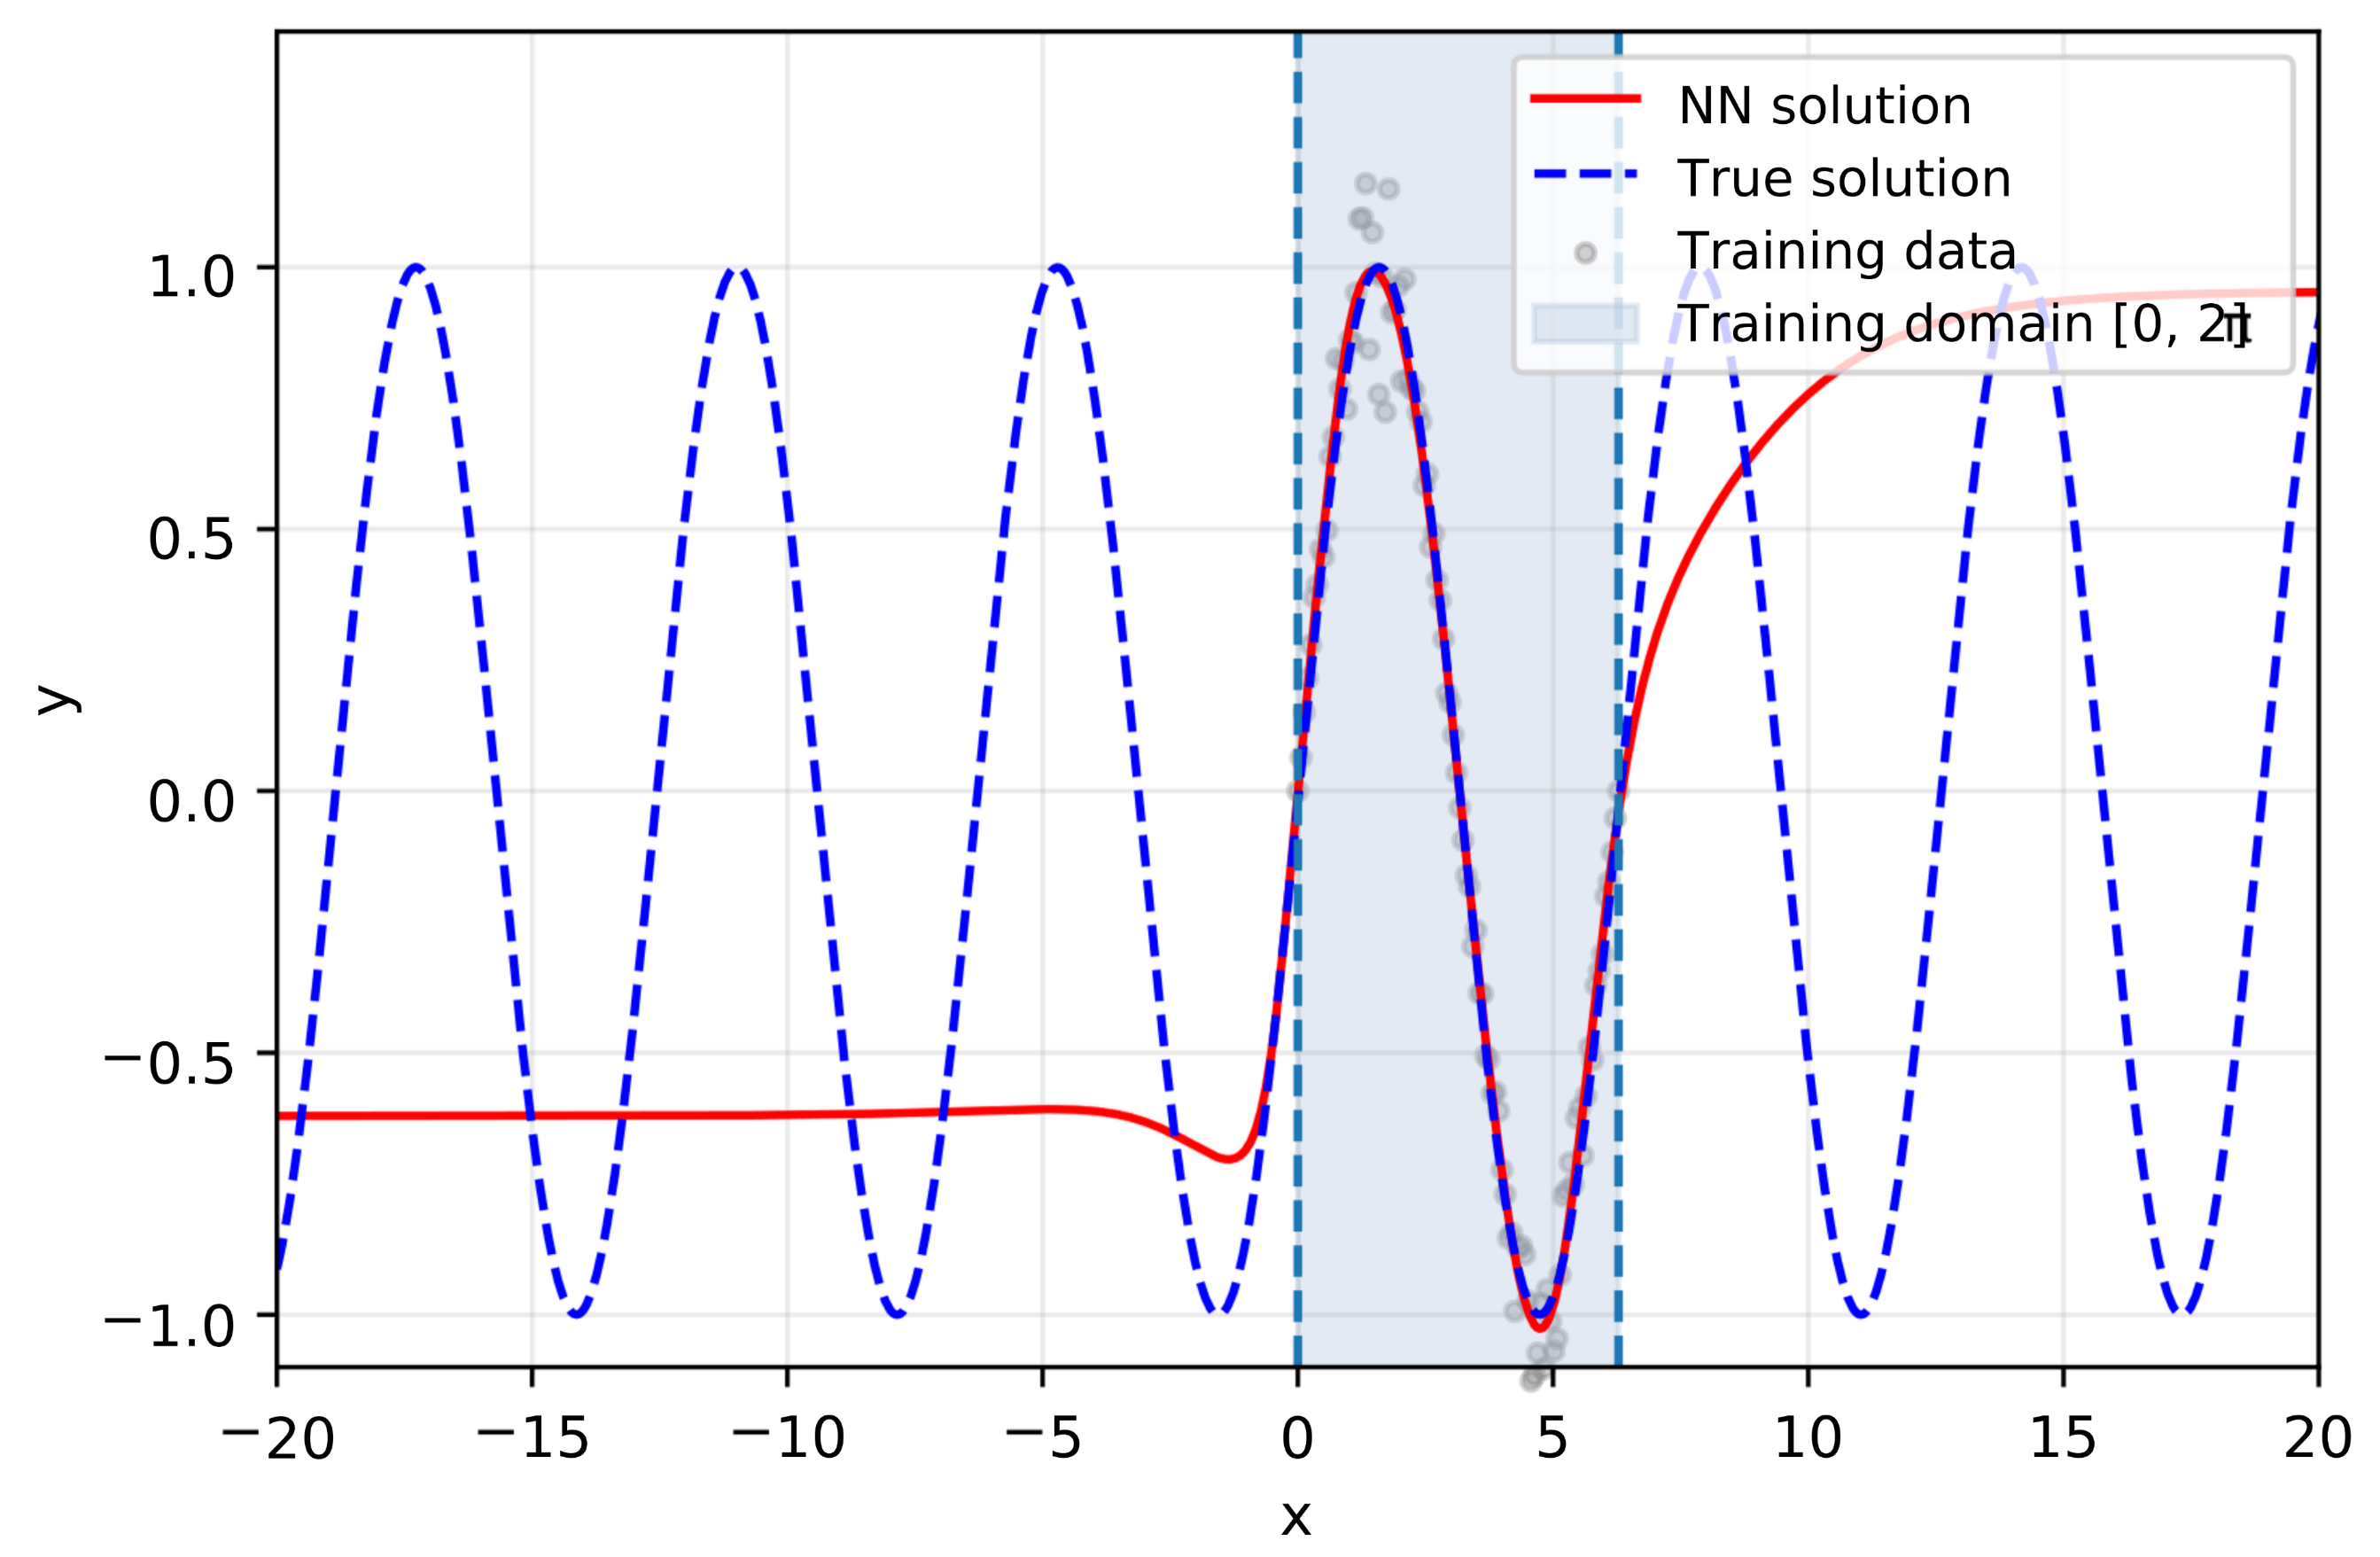 NN solution
True solution
Training data
Training domain [0, 2π]
1.0
0.5
0.0
−0.5
−1.0
y
−20 −15 −10 −5 0 5 10 15 20
x